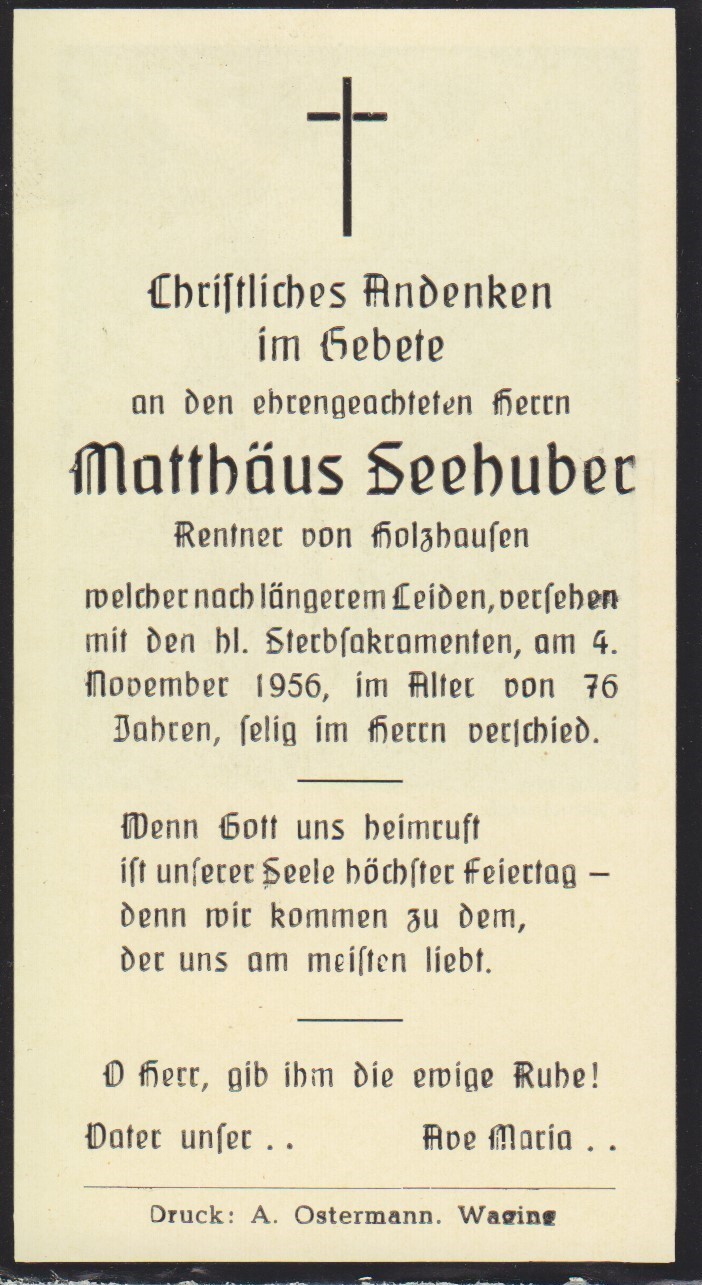 Christliches Andenken
im Gebete
an den ehrengeachteten Herrn
Matthäus Seehuber
Rentner von Holzhausen
welcher nach längerem Leiden, versehen
mit den hl. Sterbsakramenten, am 4.
November 1956, im Alter von 76
Jahren, selig im Herrn verschied.
Wenn Gott uns heimruft
ist unserer Seele höchster Feiertag —
denn wir kommen zu dem,
der uns am meisten liebt.
O Herr, gib ihm die ewige Ruhe!
Vater unser . . Ave Maria . .
Druck: A. Ostermann. Waging